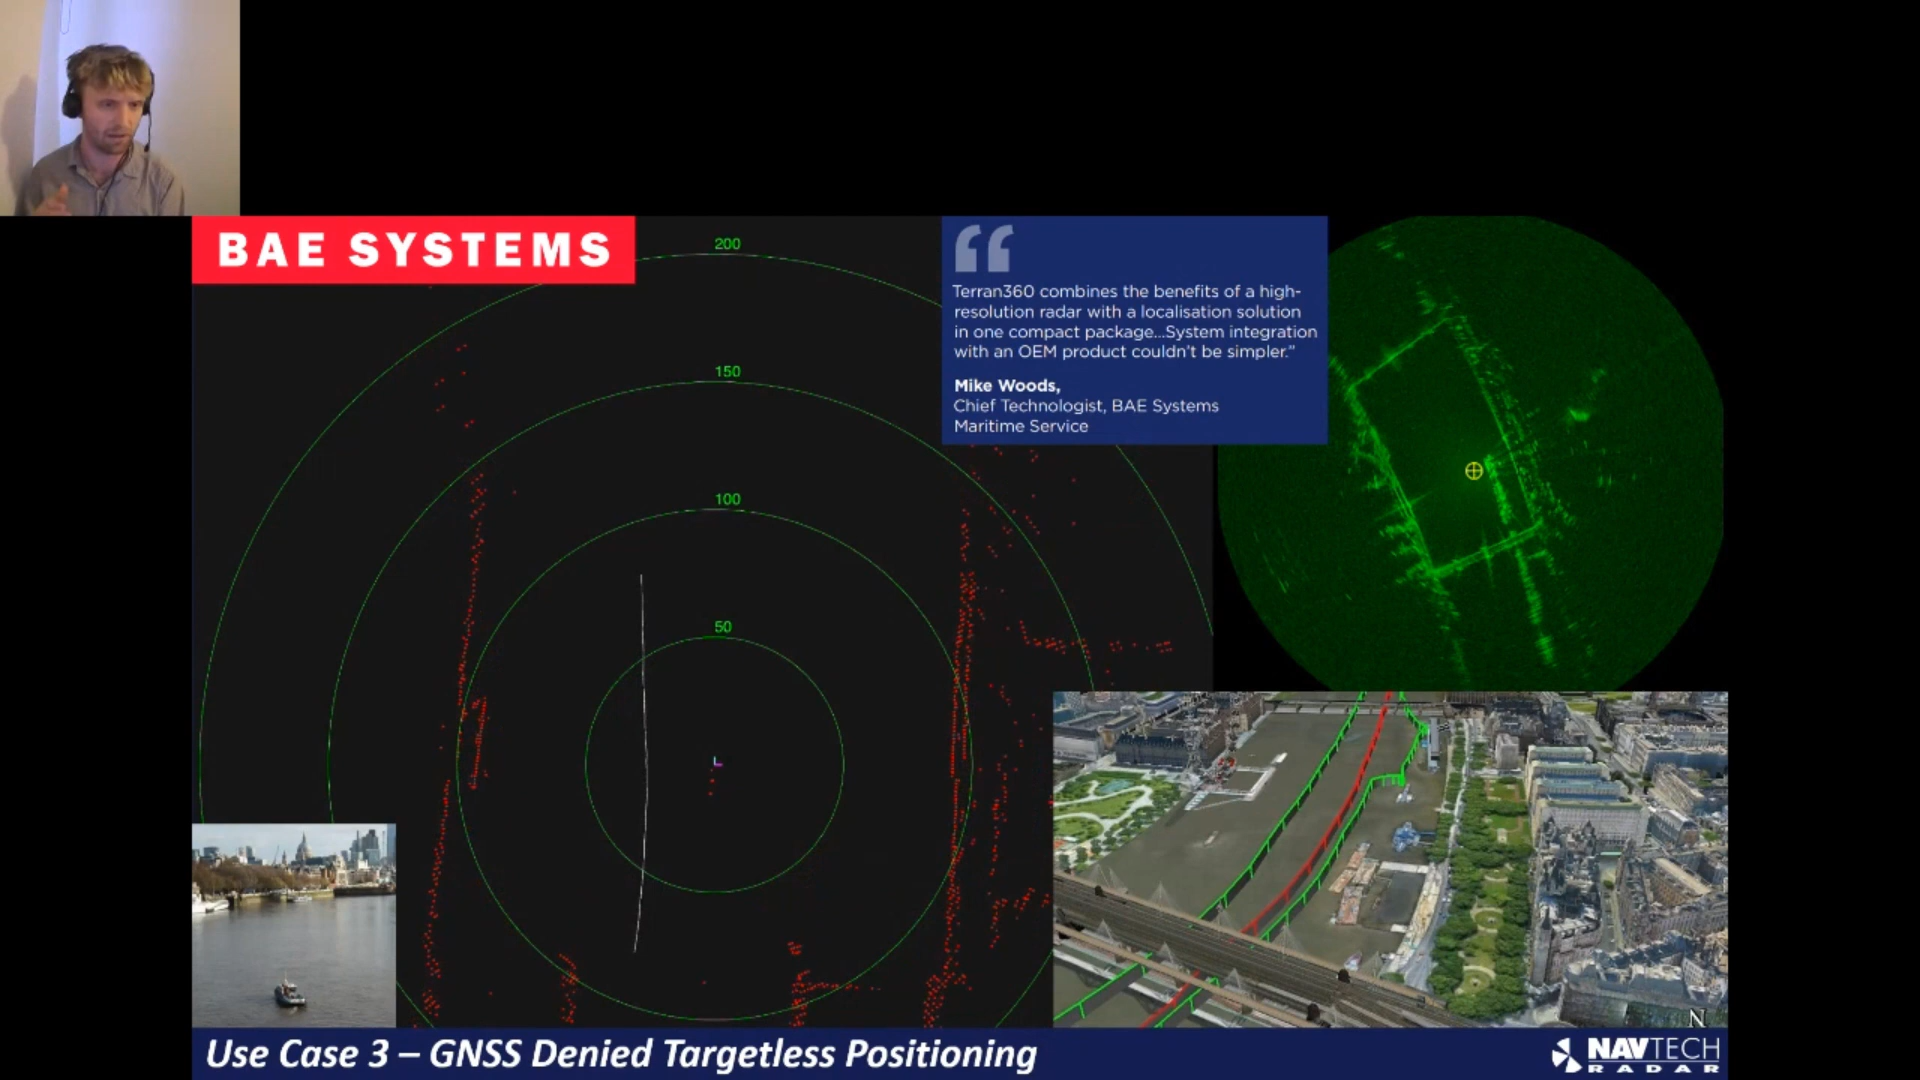 BAE SYSTEMS
200
150
100
50
“
Terran360 combines the benefits of a high-
resolution radar with a localisation solution
in one compact package...System integration
with an OEM product couldn't be simpler.”
Mike Woods,
Chief Technologist, BAE Systems
Maritime Service
N
Use Case 3 – GNSS Denied Targetless Positioning
NAVTECH
RADAR